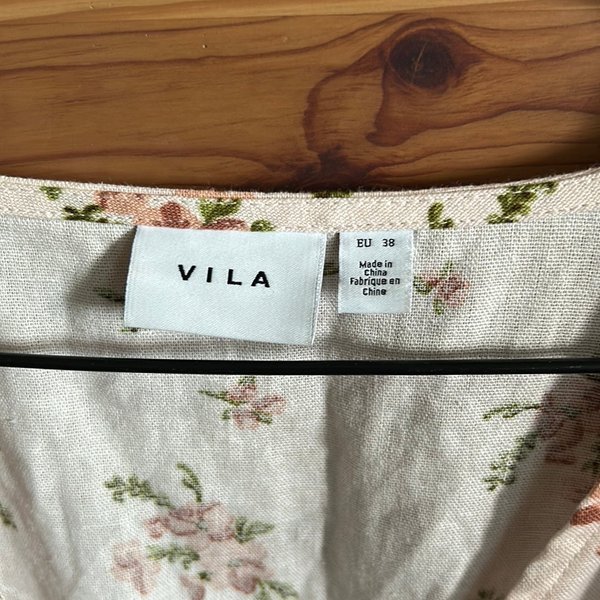 VILA
EU 38
Made in
China
Fabrique en
Chine